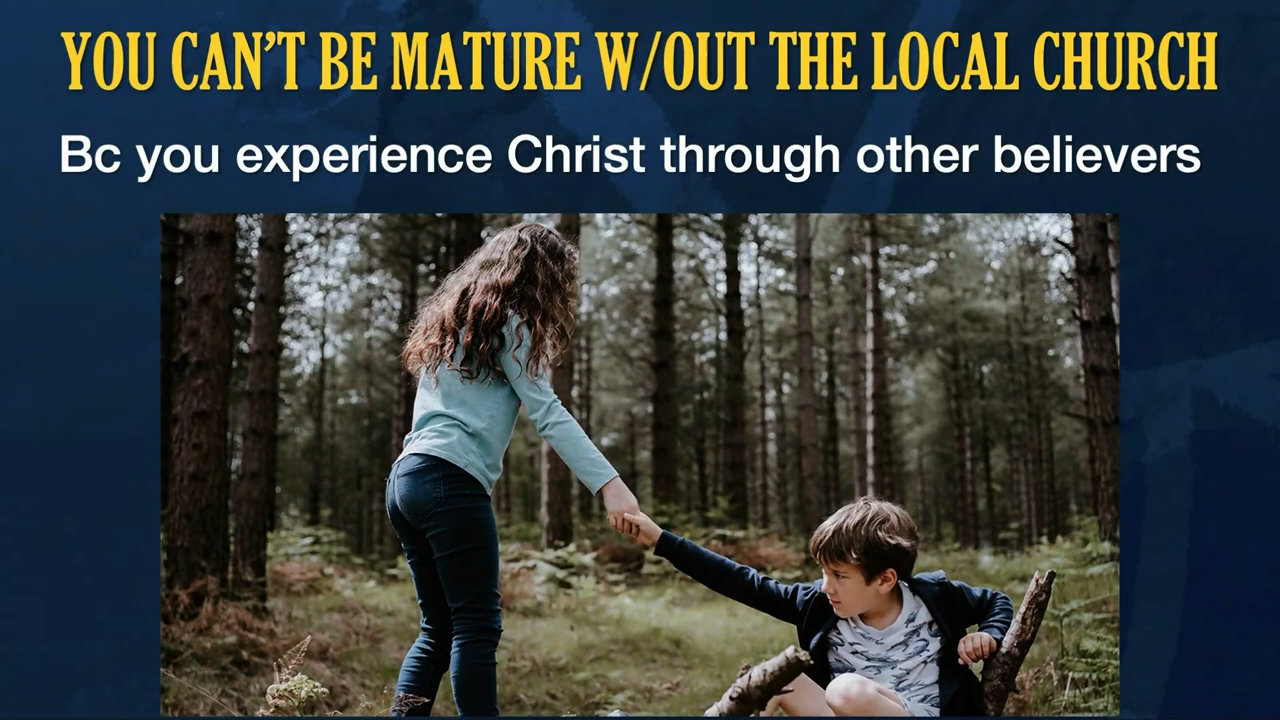 YOU CAN'T BE MATURE W/OUT THE LOCAL CHURCH
Bc you experience Christ through other believers